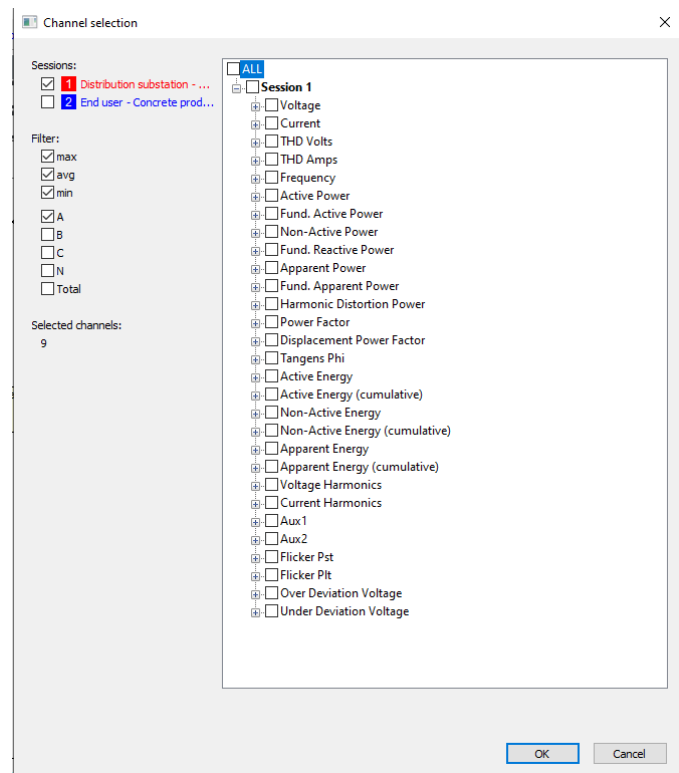 Channel selection
Sessions:
1 Distribution substation - ...
2 End user - Concrete prod...
Filter:
max
avg
min
A
B
C
N
Total
Selected channels:
9
ALL
Session 1
Voltage
Current
THD Volts
THD Amps
Frequency
Active Power
Fund. Active Power
Non-Active Power
Fund. Reactive Power
Apparent Power
Fund. Apparent Power
Harmonic Distortion Power
Power Factor
Displacement Power Factor
Tangens Phi
Active Energy
Active Energy (cumulative)
Non-Active Energy
Non-Active Energy (cumulative)
Apparent Energy
Apparent Energy (cumulative)
Voltage Harmonics
Current Harmonics
Aux1
Aux2
Flicker Pst
Flicker Plt
Over Deviation Voltage
Under Deviation Voltage
OK
Cancel